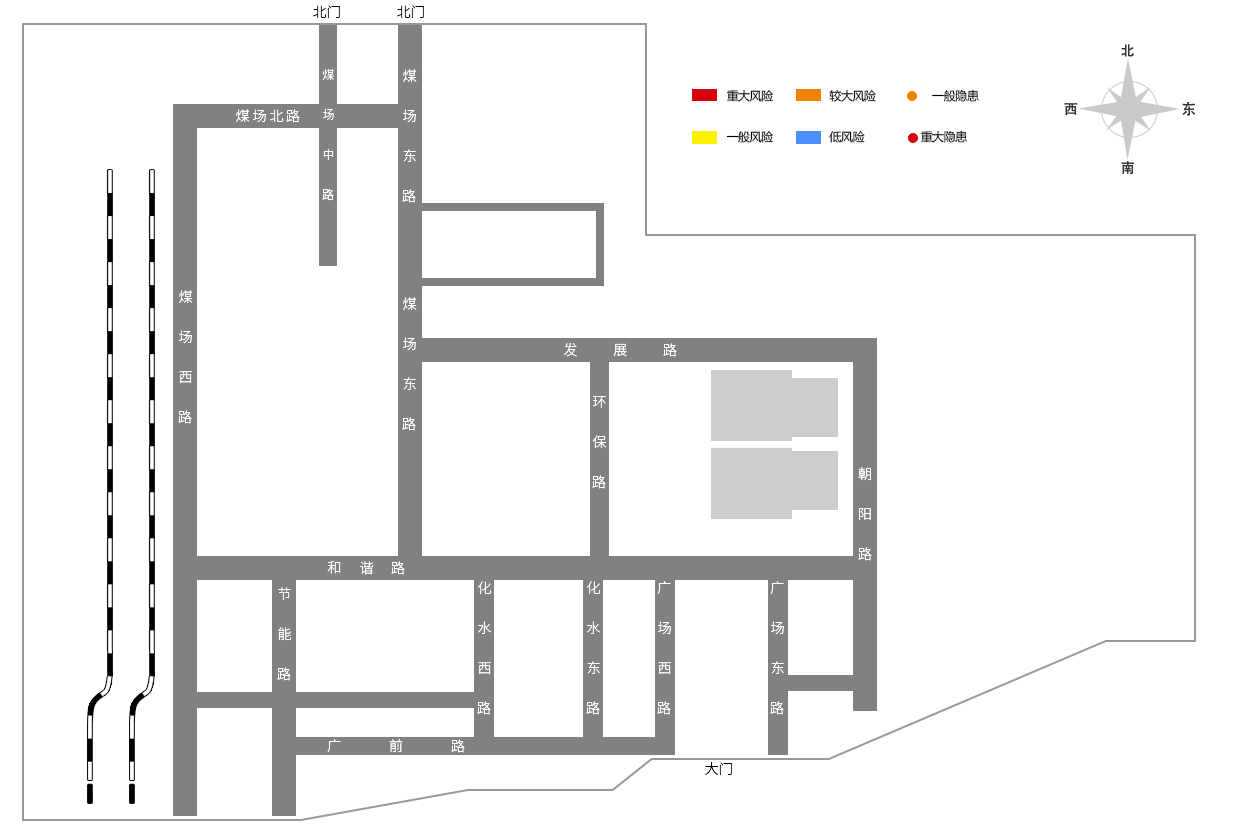 北门
北门
北
重大风险
较大风险
一般隐患
西
东
一般风险
低风险
重大隐患
南
煤场中路
煤场东路
煤场北路
煤场西路
煤场东路
发展路
环保路
朝阳路
和谐路
节能路
化水西路
化水东路
广场西路
广场东路
广前路
大门